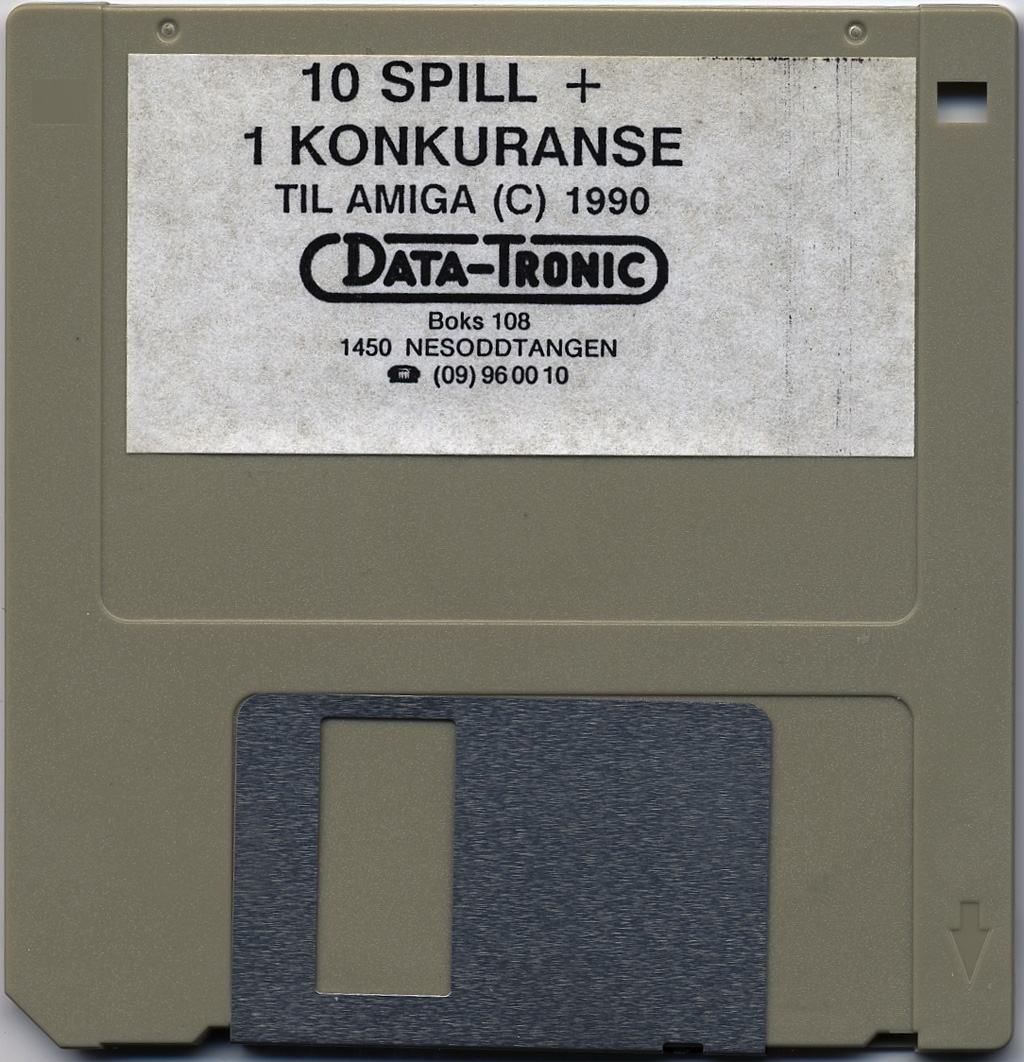 10 SPILL +
1 KONKURANSE
TIL AMIGA (C) 1990
DATA-TRONIC
Boks 108
1450 NESODDTANGEN
☎ (09) 96 00 10